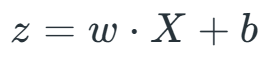 z = w · X + b